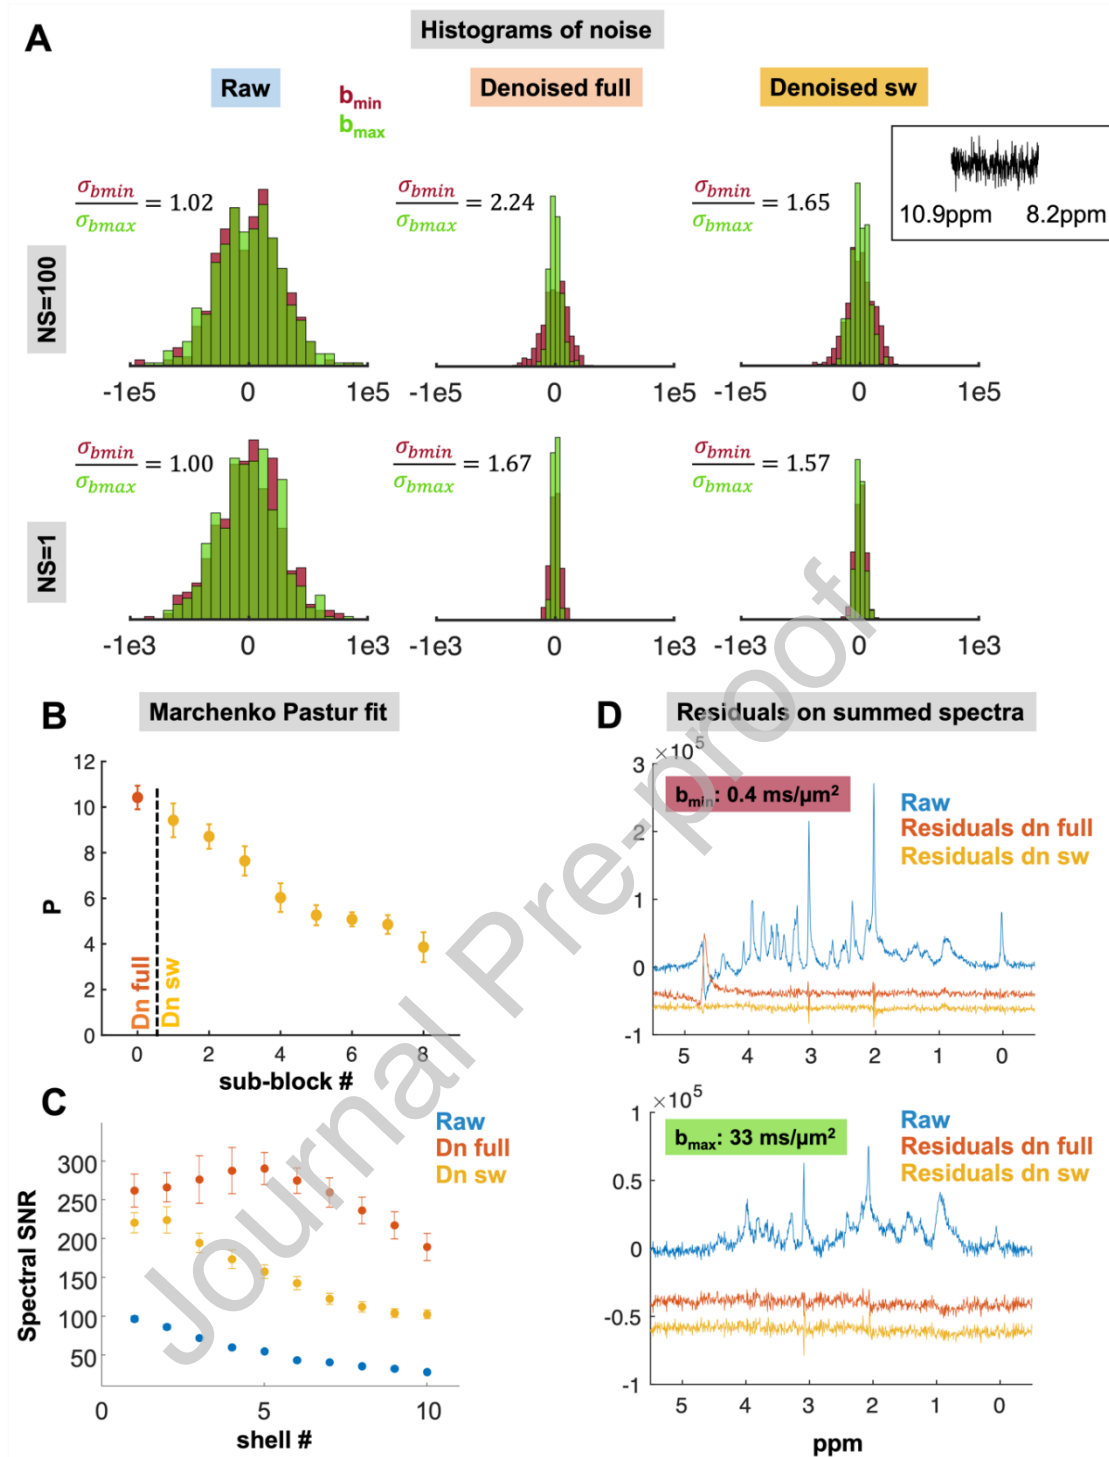 A
Histograms of noise
Raw
Denoised full
Denoised sw
bmin
bmax
10.9ppm 8.2ppm
NS=100
σbmin/σbmax = 1.02
σbmin/σbmax = 2.24
σbmin/σbmax = 1.65
-1e5 0 1e5
-1e5 0 1e5
-1e5 0 1e5
NS=1
σbmin/σbmax = 1.00
σbmin/σbmax = 1.67
σbmin/σbmax = 1.57
-1e3 0 1e3
-1e3 0 1e3
-1e3 0 1e3
B
Marchenko Pastur fit
12
10
8
6
4
2
0
P
Dn full
Dn sw
0 2 4 6 8
sub-block #
C
Raw
Dn full
Dn sw
300
250
200
150
100
50
Spectral SNR
0 5 10
shell #
D
Residuals on summed spectra
×10⁵
3
2
1
0
-1
bmin: 0.4 ms/μm²
Raw
Residuals dn full
Residuals dn sw
5 4 3 2 1 0
×10⁵
1
0.5
0
-0.5
-1
bmax: 33 ms/μm²
Raw
Residuals dn full
Residuals dn sw
5 4 3 2 1 0
ppm
Journal Pre-proof